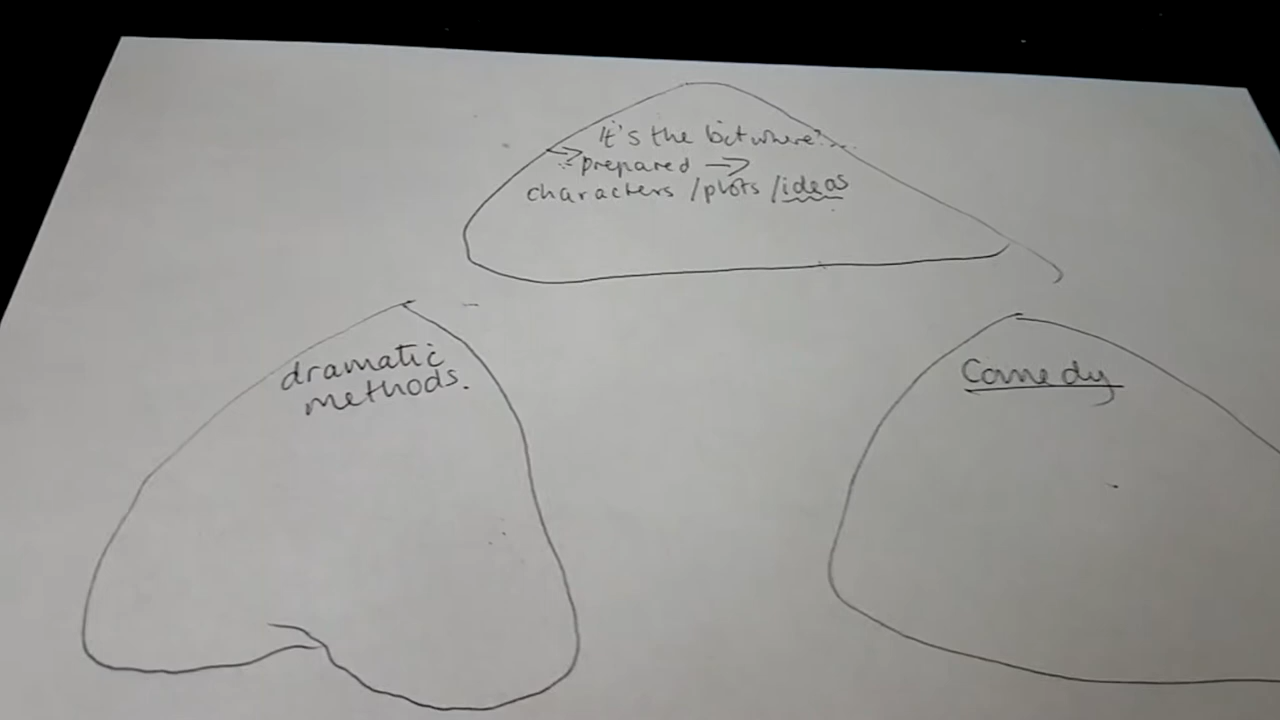 It's the bit where?...
→ prepared →
characters /plots /ideas
dramatic
methods.
Comedy